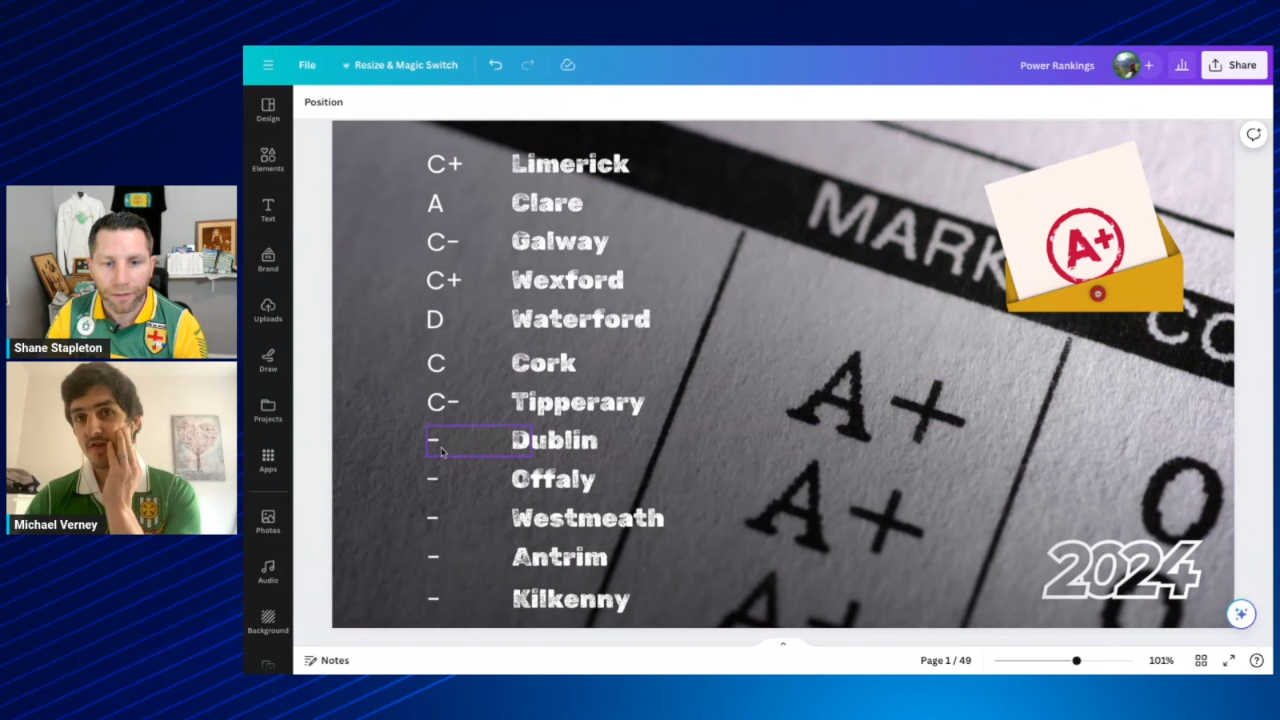 File
Resize & Magic Switch
Power Rankings
+
Share
Position
Design
Elements
Text
Brand
Uploads
Draw
Projects
Apps
Photos
Audio
Background
C+ Limerick
A Clare
C- Galway
C+ Wexford
D Waterford
C Cork
C- Tipperary
- Dublin
- Offaly
- Westmeath
- Antrim
- Kilkenny
MARK
CO
A+
A+
A+
A+
2024
Shane Stapleton
Michael Verney
Notes
Page 1 / 49
101%